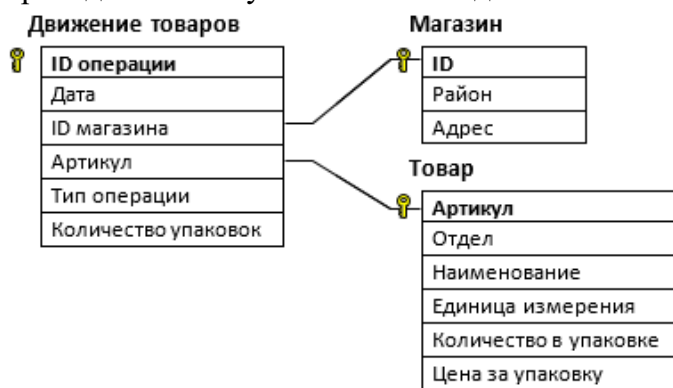 Движение товаров
ID операции
Дата
ID магазина
Артикул
Тип операции
Количество упаковок
Магазин
ID
Район
Адрес
Товар
Артикул
Отдел
Наименование
Единица измерения
Количество в упаковке
Цена за упаковку